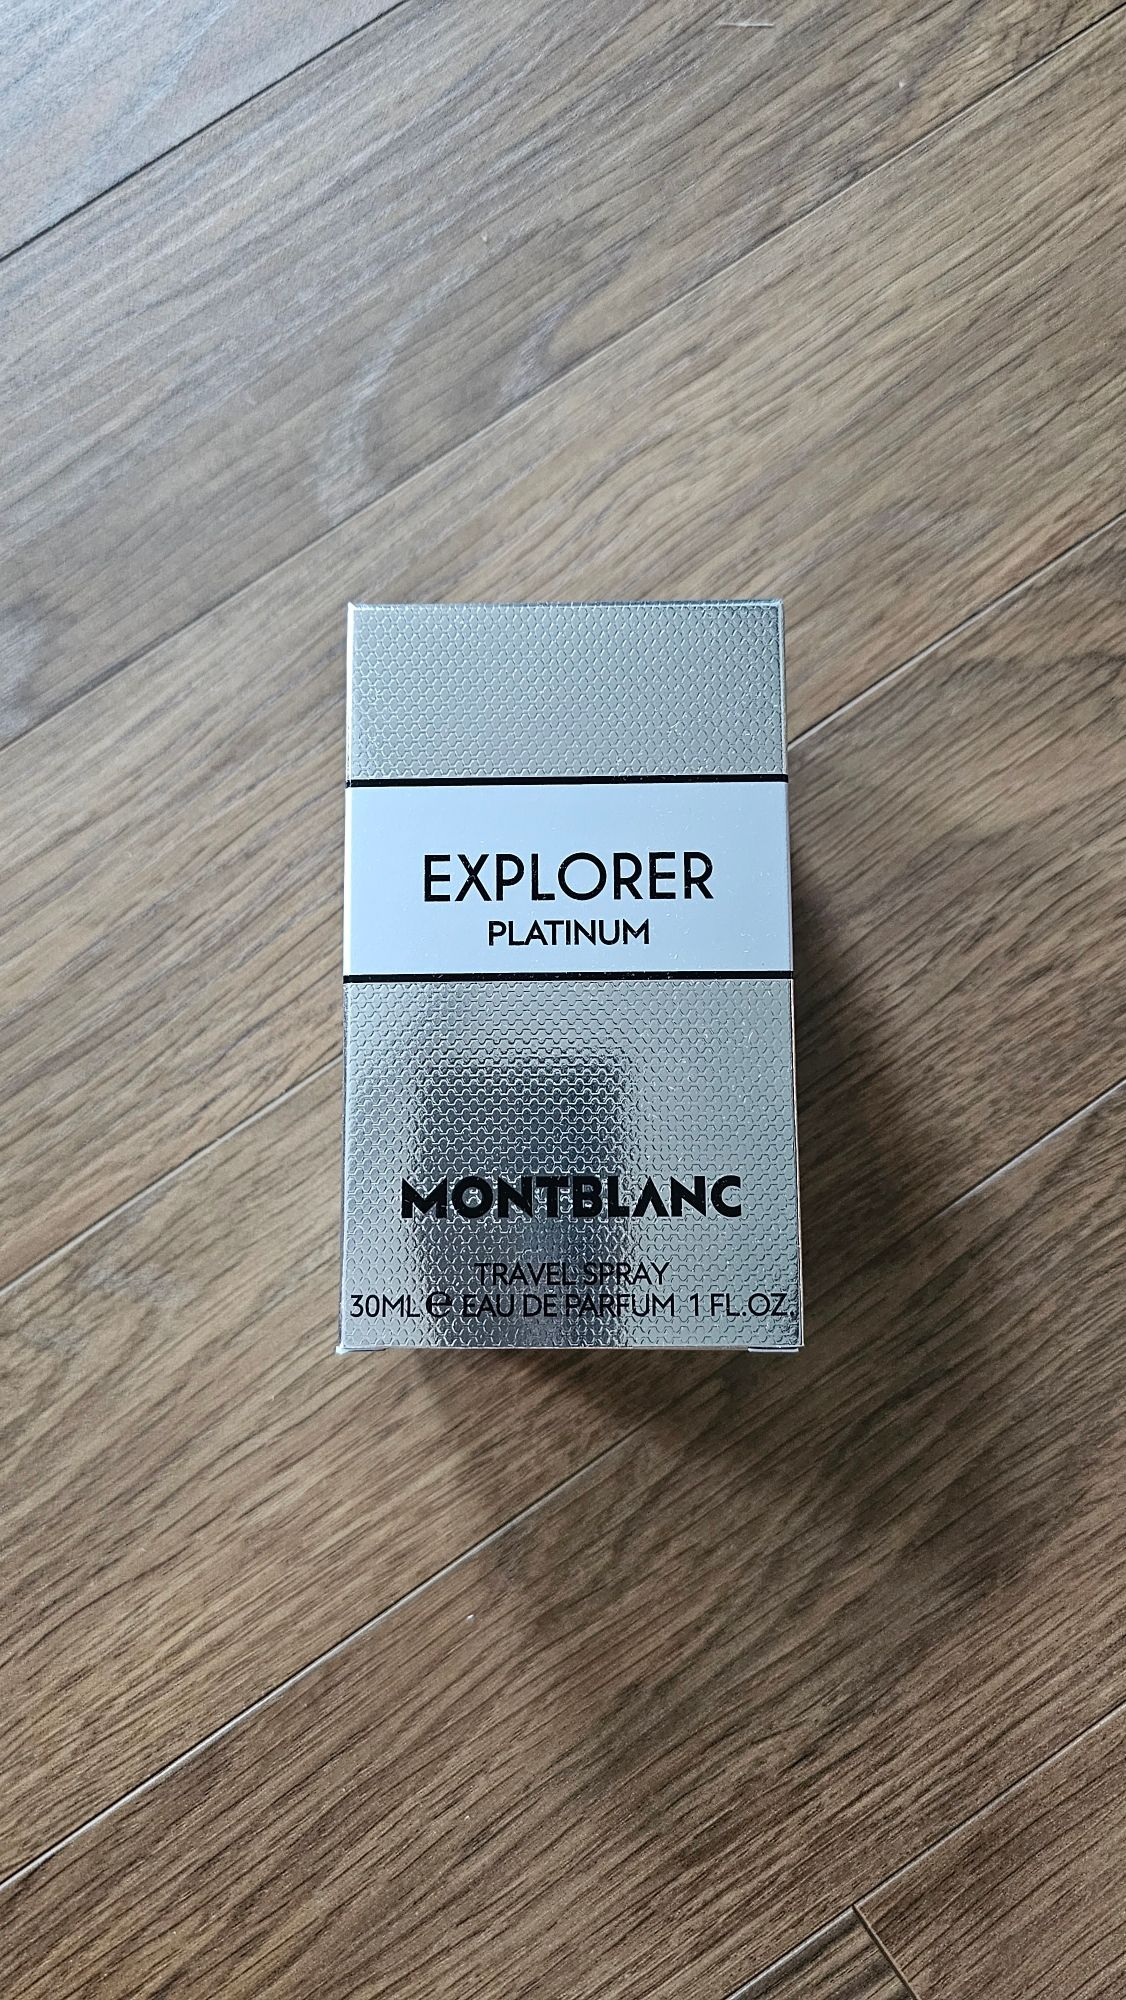 EXPLORER
PLATINUM
MONTBLANC
TRAVEL SPRAY
30ML ℮ EAU DE PARFUM 1 FL.OZ.